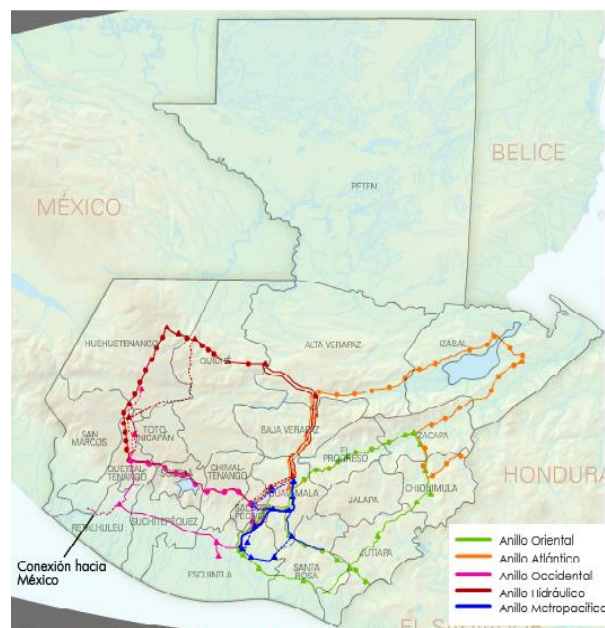 BELICE
PETEN
MÉXICO
HUEHUETENANGO
QUICHÉ
ALTA VERAPAZ
IZABAL
SAN
MARCOS
TOTO
NICAPÁN
BAJA VERAPAZ
EL
PROGRESO
ZACAPA
QUETZAL
TENANGO
CHIMAL
TENANGO
JALAPA
CHIQUIMULA
HONDURA
RETALHULEU
SUCHITEPÉQUEZ
ESCUINTLA
SANTA
ROSA
JUTIAPA
Conexión hacia
México
Anillo Oriental
Anillo Atlántico
Anillo Occidental
Anillo Hidráulico
Anillo Metropacífico